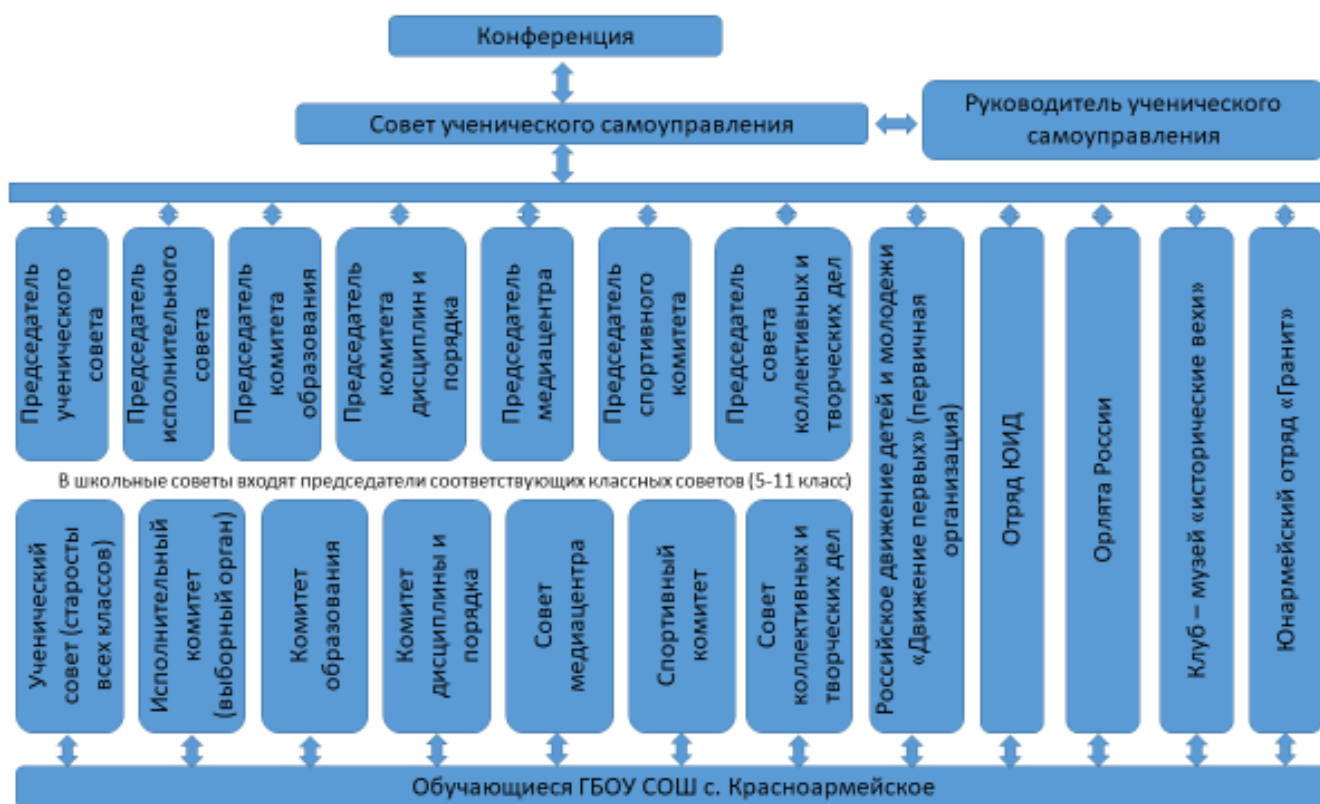 Конференция
Совет ученического самоуправления
Руководитель ученического
самоуправления
Председатель
ученического
совета
Председатель
исполнительного
совета
Председатель
комитета
образования
Председатель
комитета
дисциплин и
порядка
Председатель
медиацентра
Председатель
спортивного
комитета
Председатель
совета
коллективных и
творческих дел
Российское движение детей и молодежи
«Движение первых» (первичная
организация)
Отряд ЮИД
Орлята России
Клуб – музей «исторические вехи»
Юнармейский отряд «Гранит»
В школьные советы входят председатели соответствующих классных советов (5-11 класс)
Ученический
совет (старосты
всех классов)
Исполнительный
комитет
(выборный орган)
Комитет
образования
Комитет
дисциплины и
порядка
Совет
медиацентра
Спортивный
комитет
Совет
коллективных и
творческих дел
Обучающиеся ГБОУ СОШ с. Красноармейское